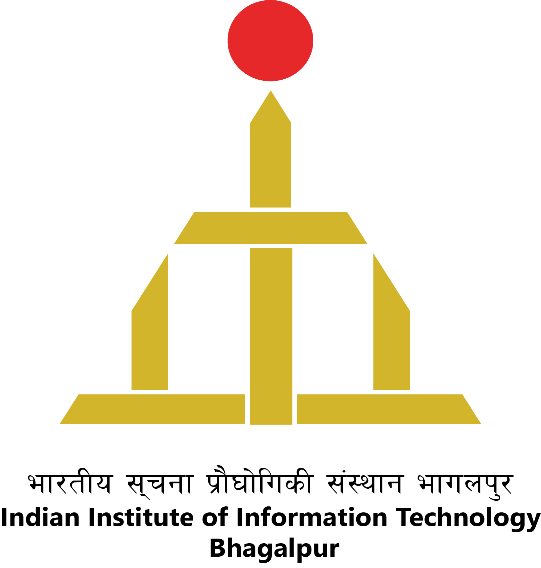 भारतीय सूचना प्रौघोगिकी संस्थान भागलपुर
Indian Institute of Information Technology
Bhagalpur